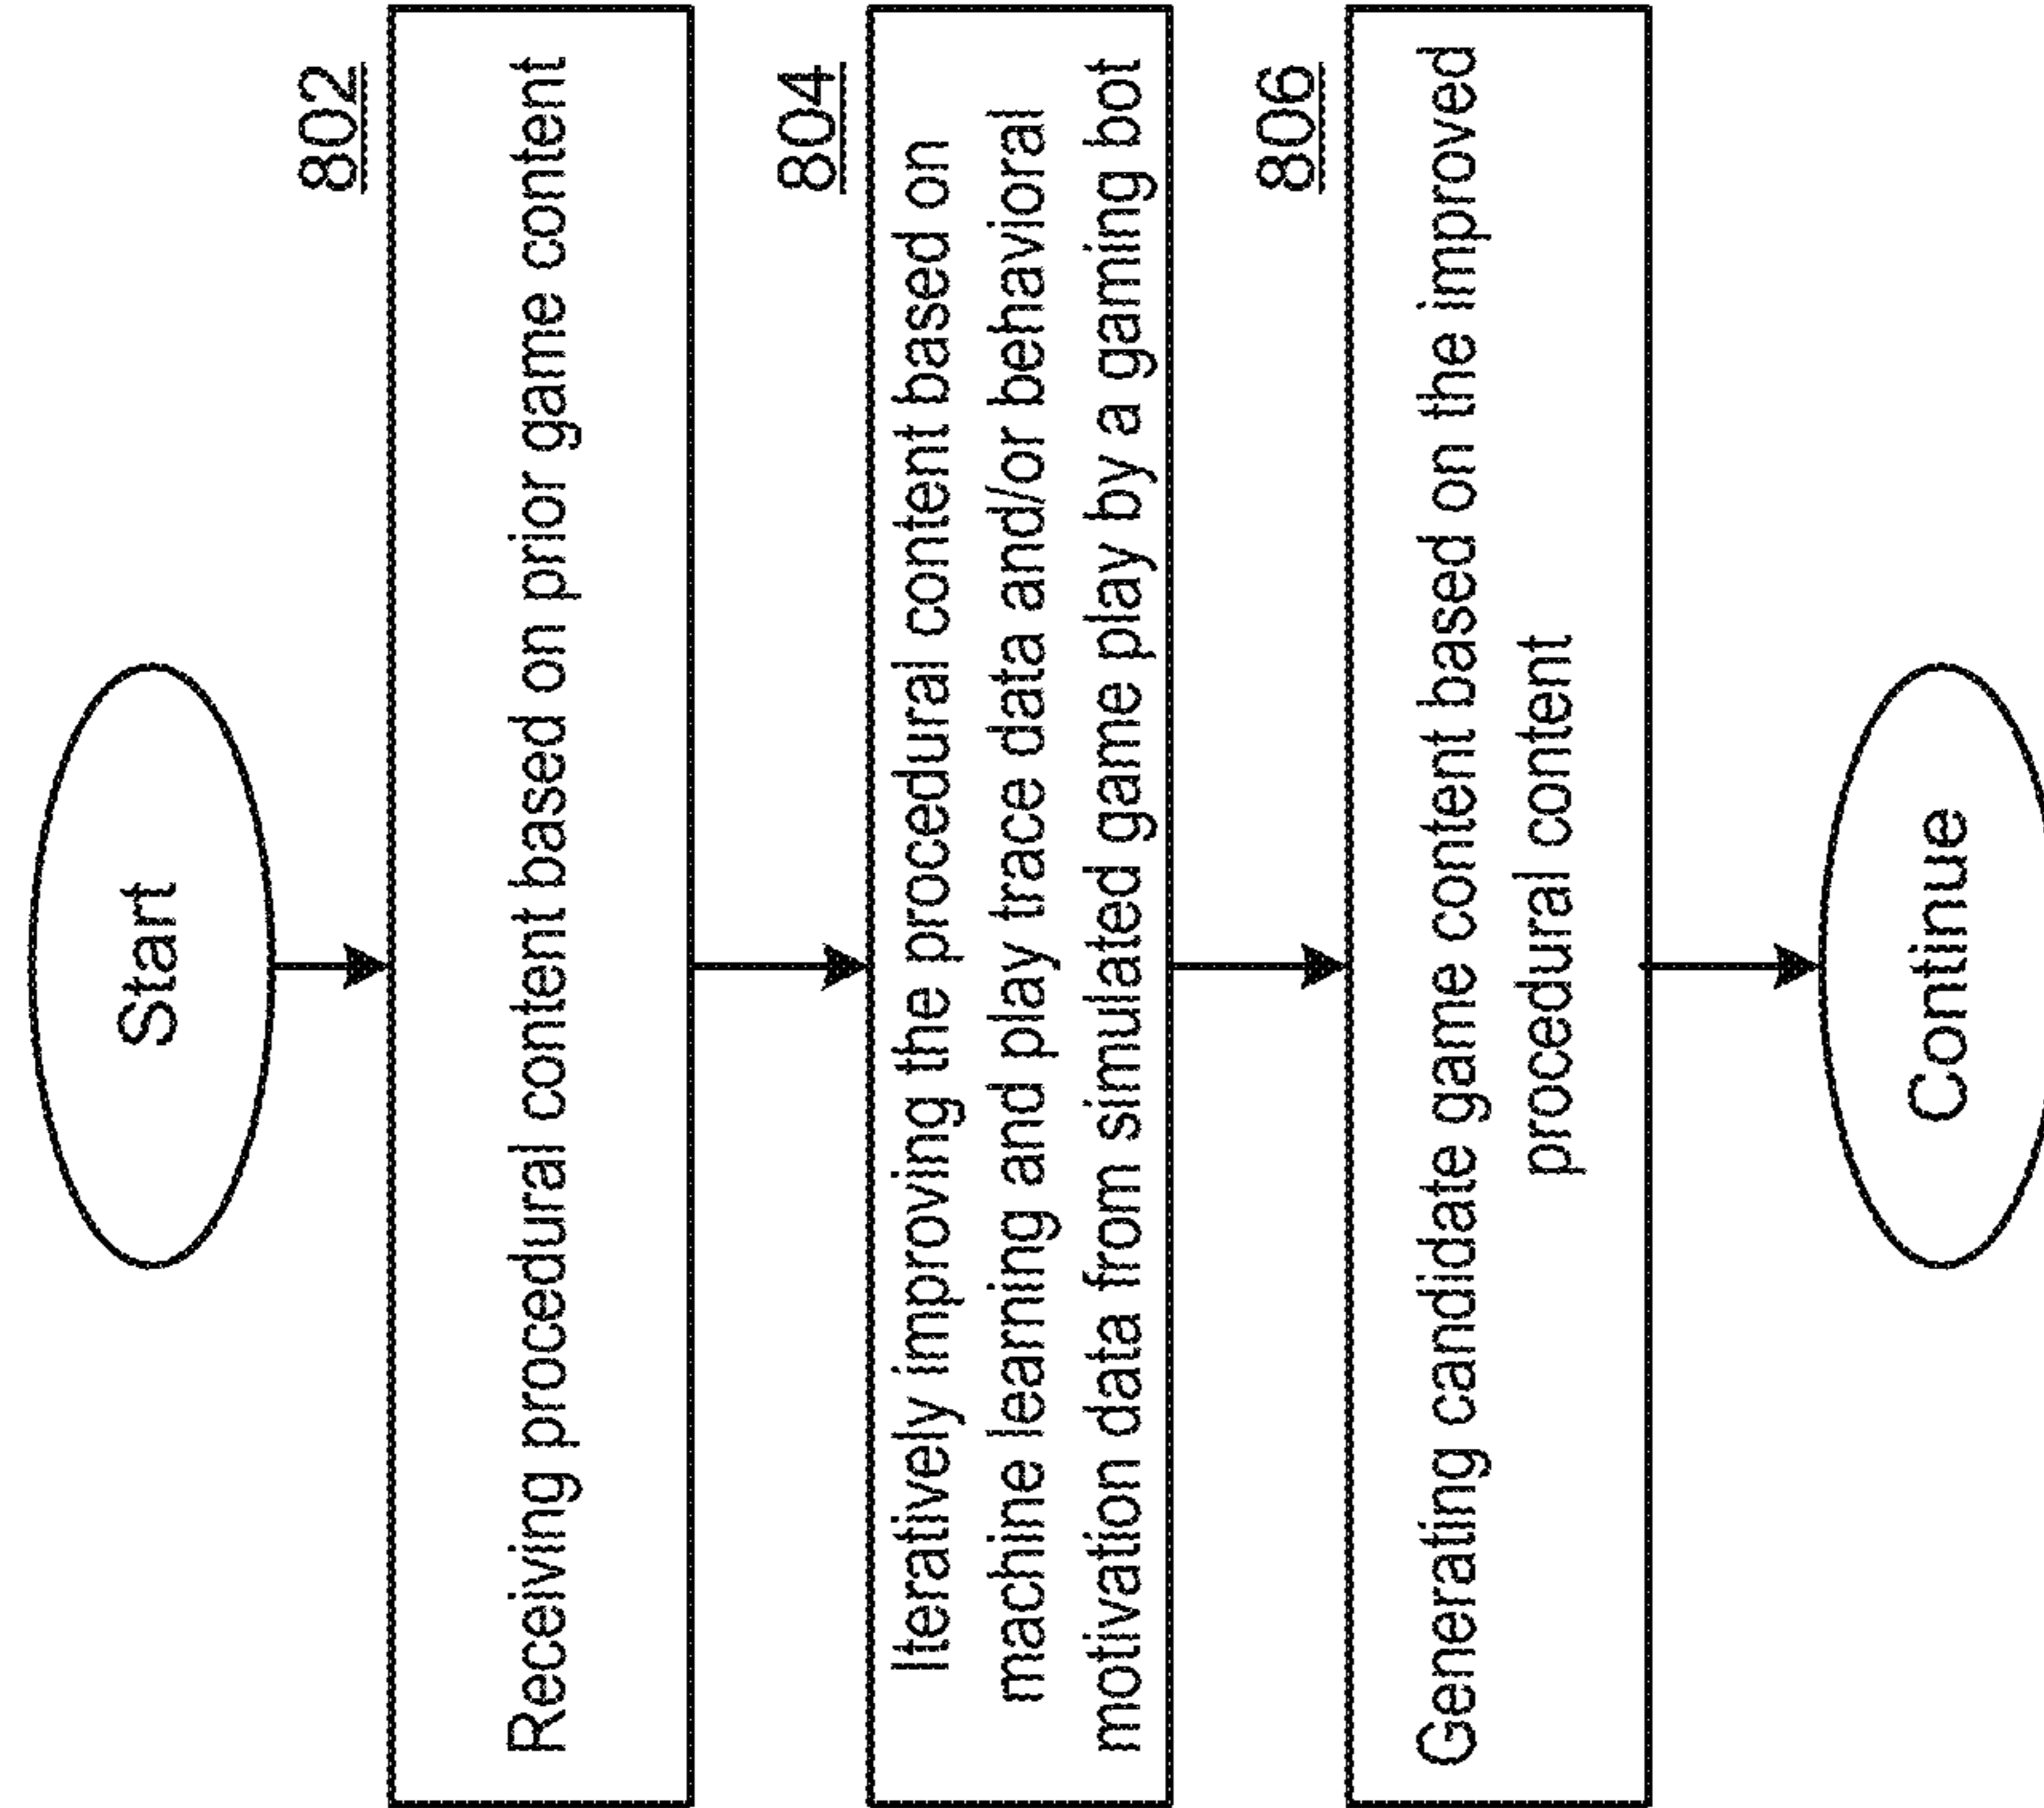 Start
802
Receiving procedural content based on prior game content
804
Iteratively improving the procedural content based on
machine learning and play trace data and/or behavioral
motivation data from simulated game play by a gaming bot
806
Generating candidate game content based on the improved
procedural content
Continue